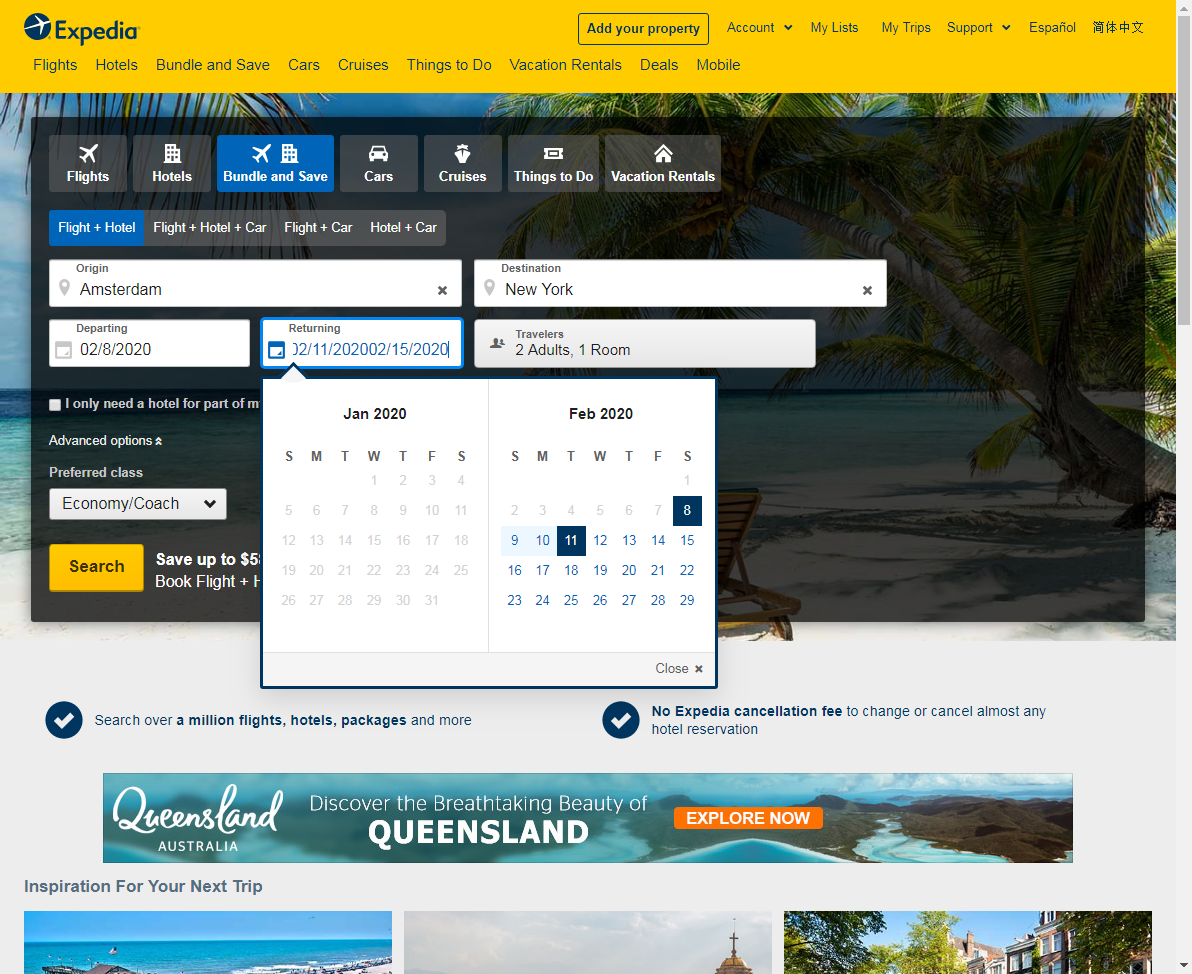 Expedia
Add your property
Account
My Lists
My Trips
Support
Español
简体中文
Flights
Hotels
Bundle and Save
Cars
Cruises
Things to Do
Vacation Rentals
Deals
Mobile
Flights
Hotels
Bundle and Save
Cars
Cruises
Things to Do
Vacation Rentals
Flight + Hotel
Flight + Hotel + Car
Flight + Car
Hotel + Car
Origin
Amsterdam
Destination
New York
Departing
02/8/2020
Returning
02/11/202002/15/2020
Travelers
2 Adults, 1 Room
I only need a hotel for part of m
Advanced options
Preferred class
Economy/Coach
Search
Save up to $5
Book Flight + H
Jan 2020
S M T W T F S
1 2 3 4
5 6 7 8 9 10 11
12 13 14 15 16 17 18
19 20 21 22 23 24 25
26 27 28 29 30 31
Feb 2020
S M T W T F S
1
2 3 4 5 6 7 8
9 10 11 12 13 14 15
16 17 18 19 20 21 22
23 24 25 26 27 28 29
Close
Search over a million flights, hotels, packages and more
No Expedia cancellation fee to change or cancel almost any
hotel reservation
Queensland
AUSTRALIA
Discover the Breathtaking Beauty of
QUEENSLAND
EXPLORE NOW
Inspiration For Your Next Trip